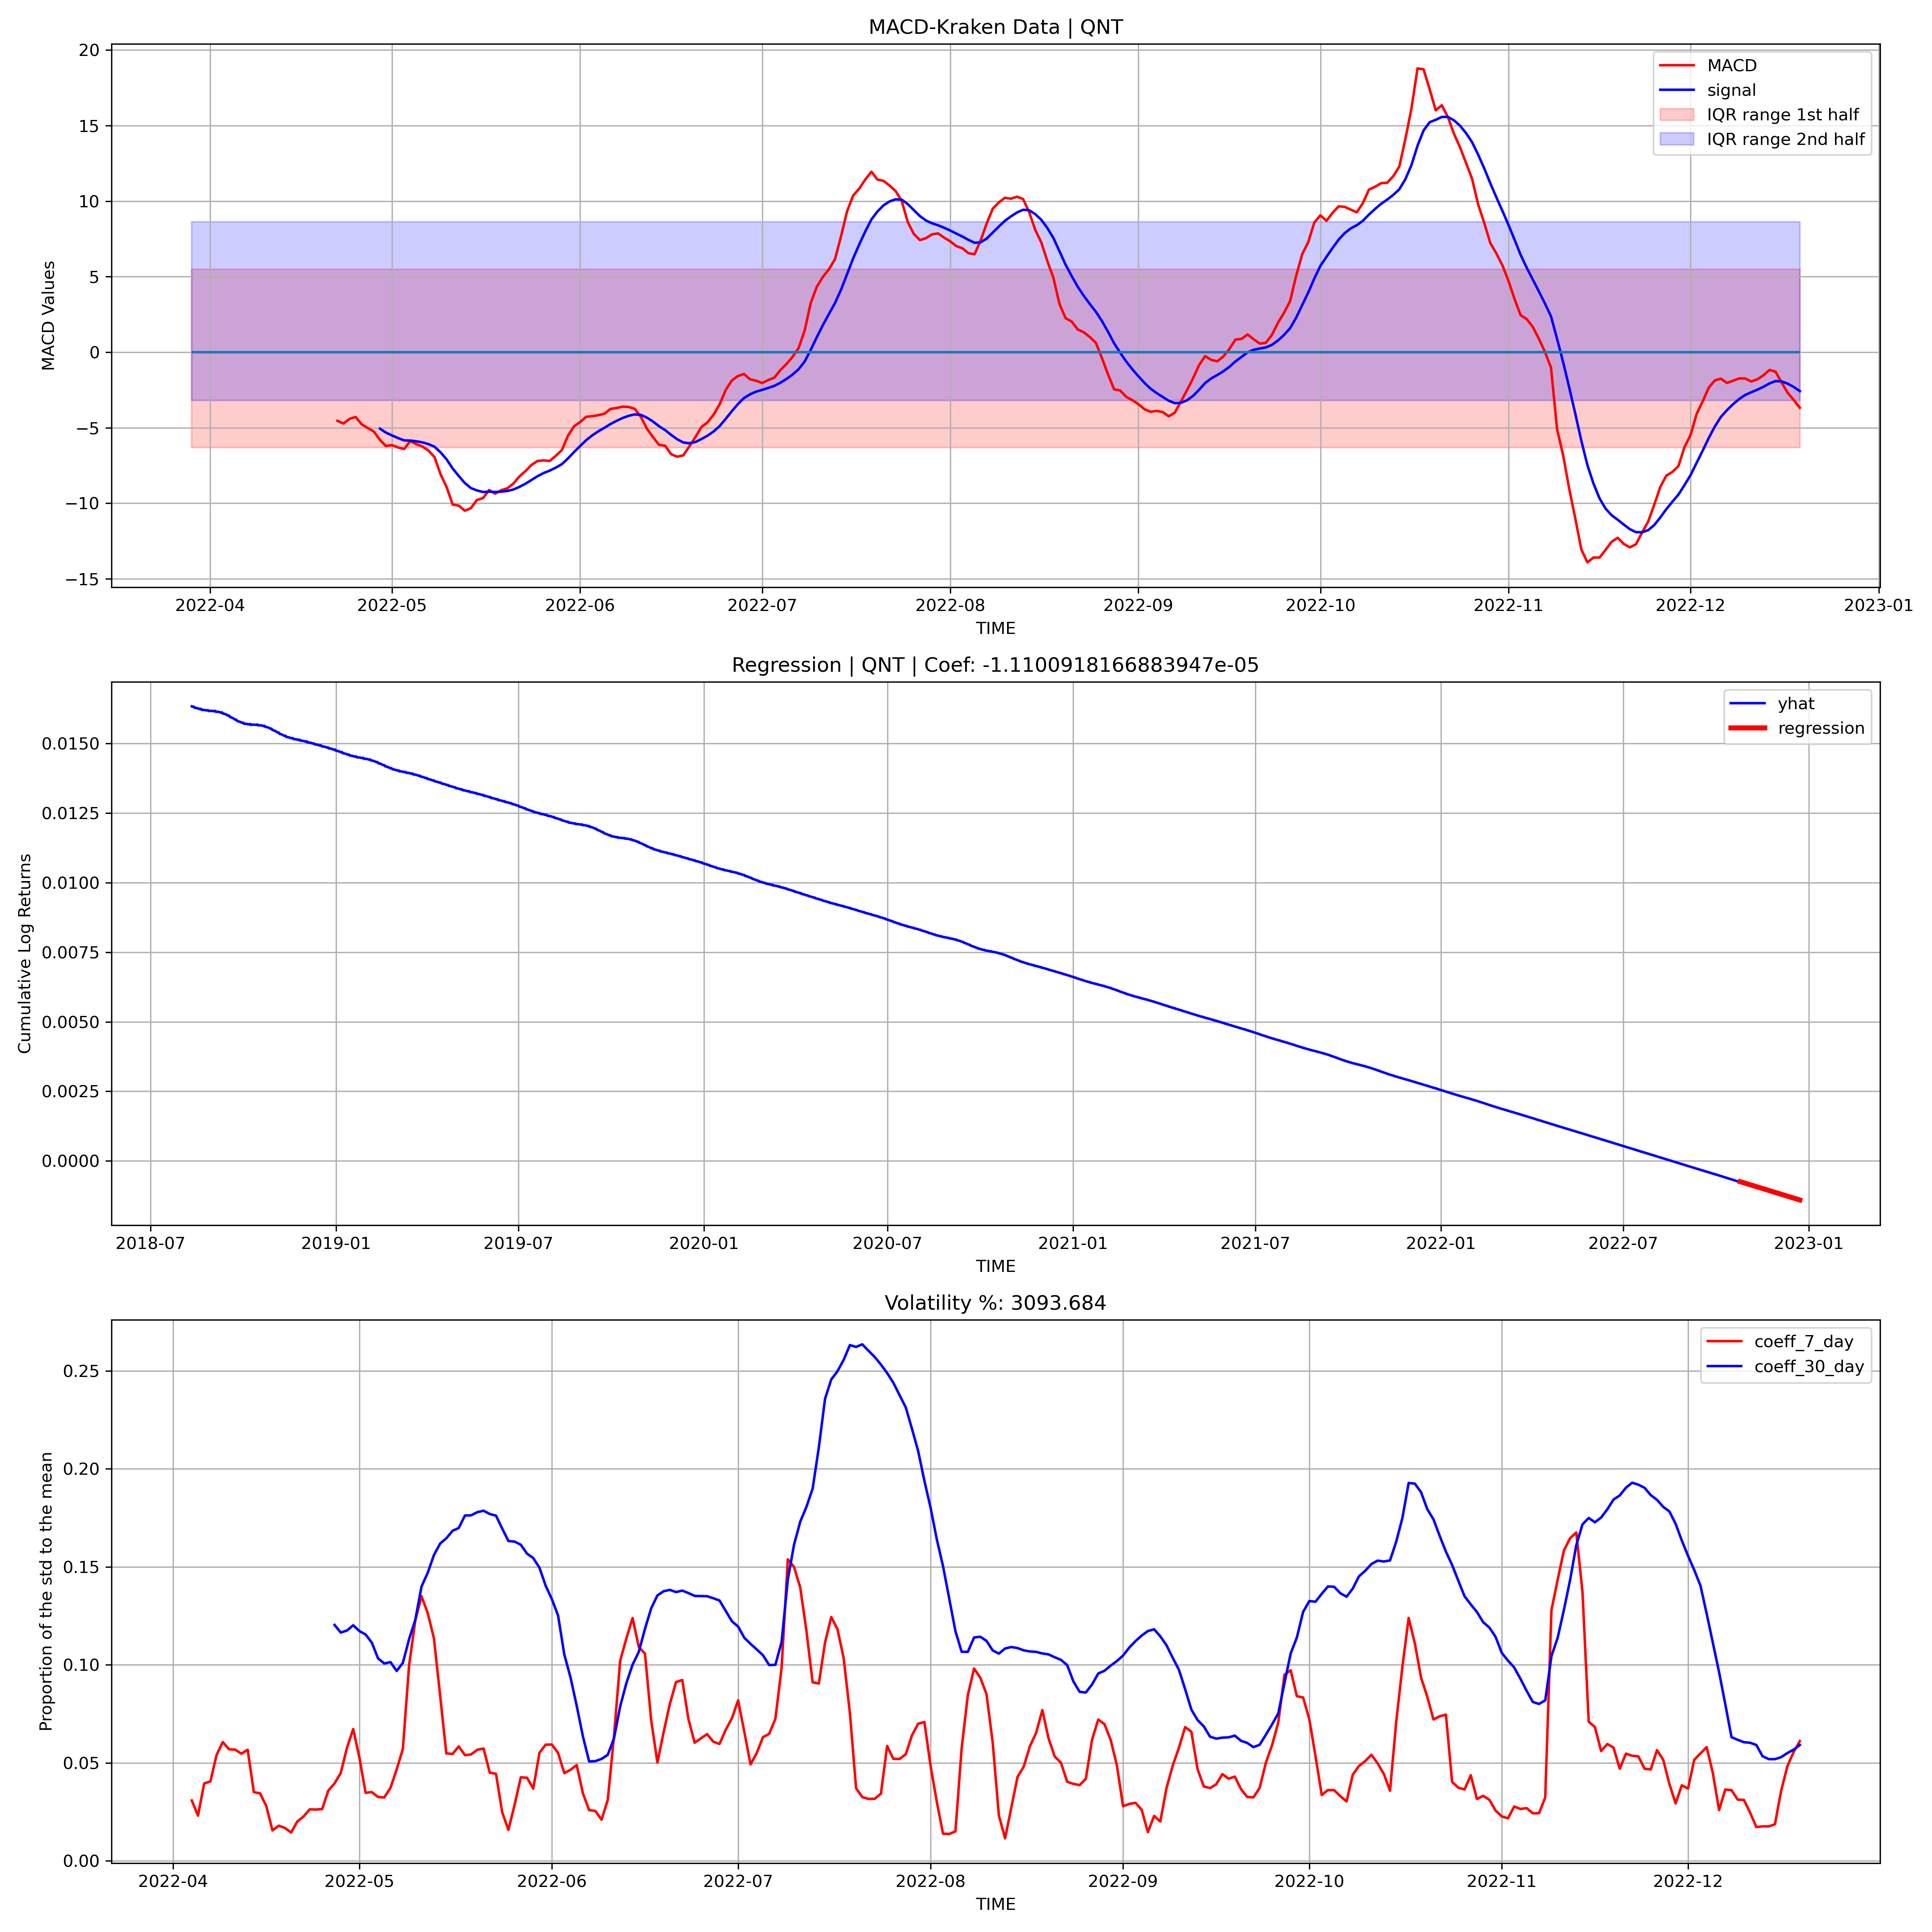 MACD-Kraken Data | QNT
20
15
10
5
0
−5
−10
−15
MACD Values
MACD
signal
IQR range 1st half
IQR range 2nd half
2022-04 2022-05 2022-06 2022-07 2022-08 2022-09 2022-10 2022-11 2022-12 2023-01
TIME
Regression | QNT | Coef: -1.1100918166883947e-05
0.0150
0.0125
0.0100
0.0075
0.0050
0.0025
0.0000
Cumulative Log Returns
yhat
regression
2018-07 2019-01 2019-07 2020-01 2020-07 2021-01 2021-07 2022-01 2022-07 2023-01
TIME
Volatility %: 3093.684
0.25
0.20
0.15
0.10
0.05
0.00
Proportion of the std to the mean
coeff_7_day
coeff_30_day
2022-04 2022-05 2022-06 2022-07 2022-08 2022-09 2022-10 2022-11 2022-12
TIME